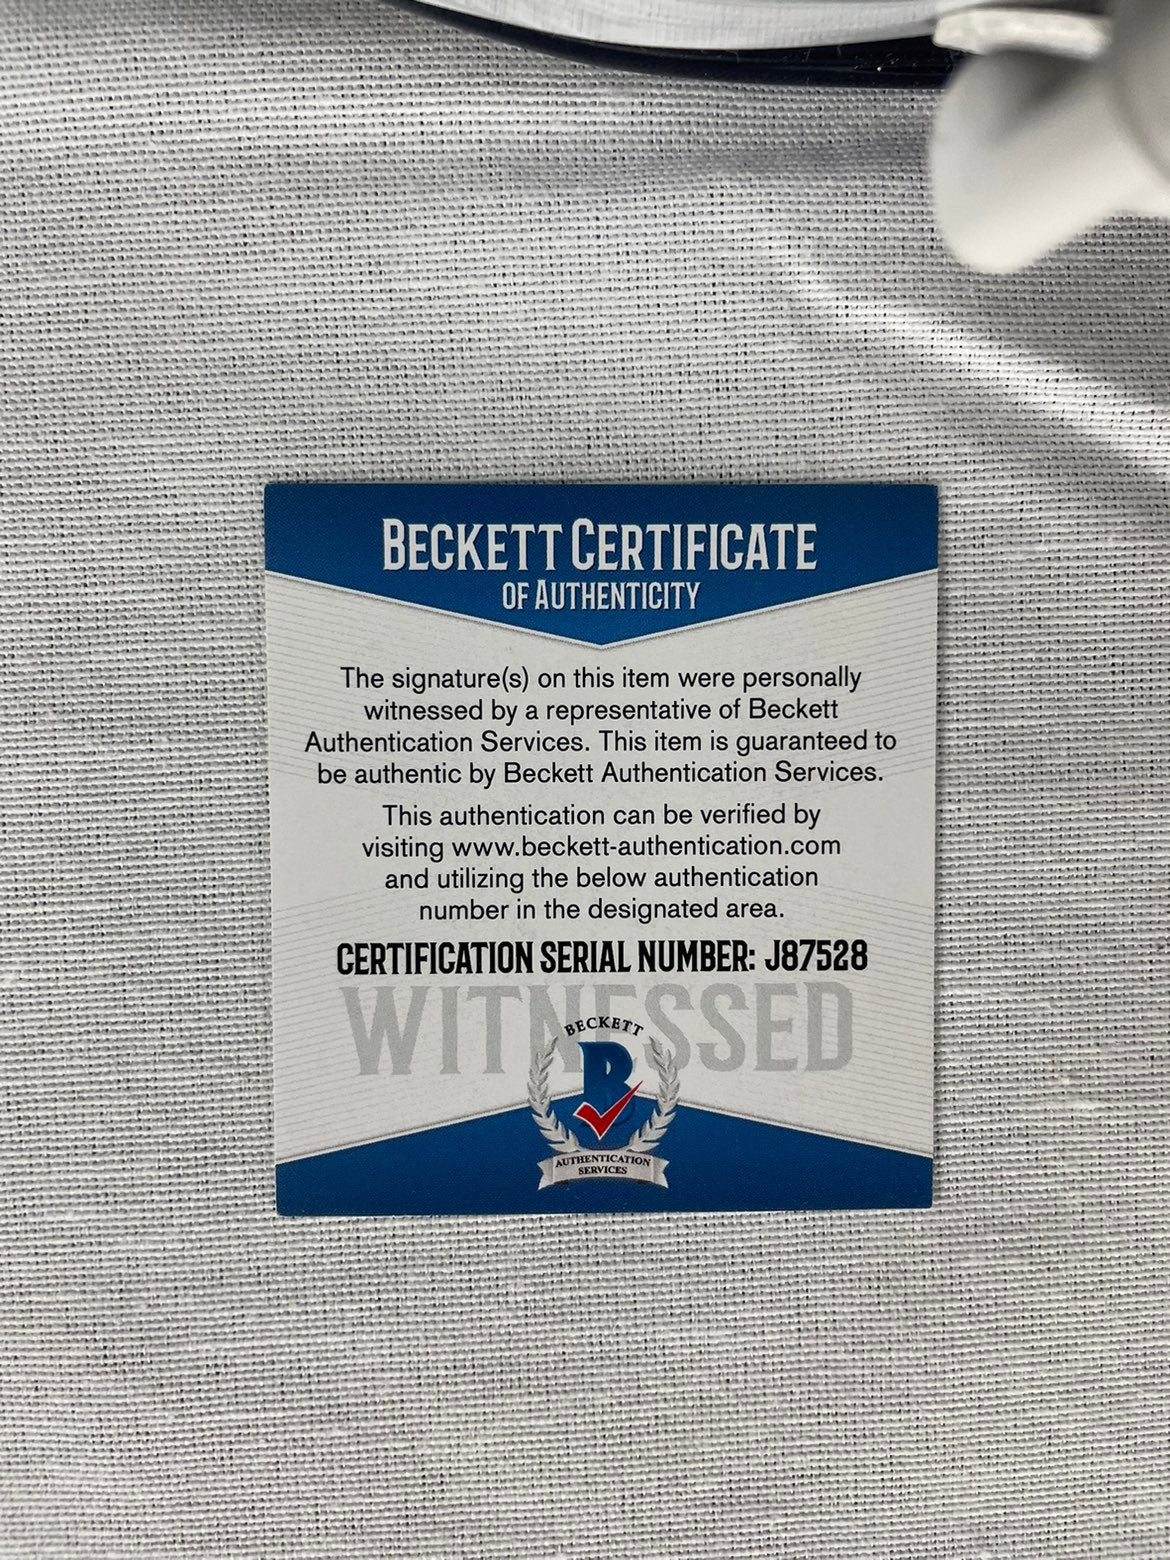 BECKETT CERTIFICATE
OF AUTHENTICITY
The signature(s) on this item were personally
witnessed by a representative of Beckett
Authentication Services. This item is guaranteed to
be authentic by Beckett Authentication Services.
This authentication can be verified by
visiting www.beckett-authentication.com
and utilizing the below authentication
number in the designated area.
CERTIFICATION SERIAL NUMBER: J87528
WITNESSED
BECKETT
B
AUTHENTICATION
SERVICES